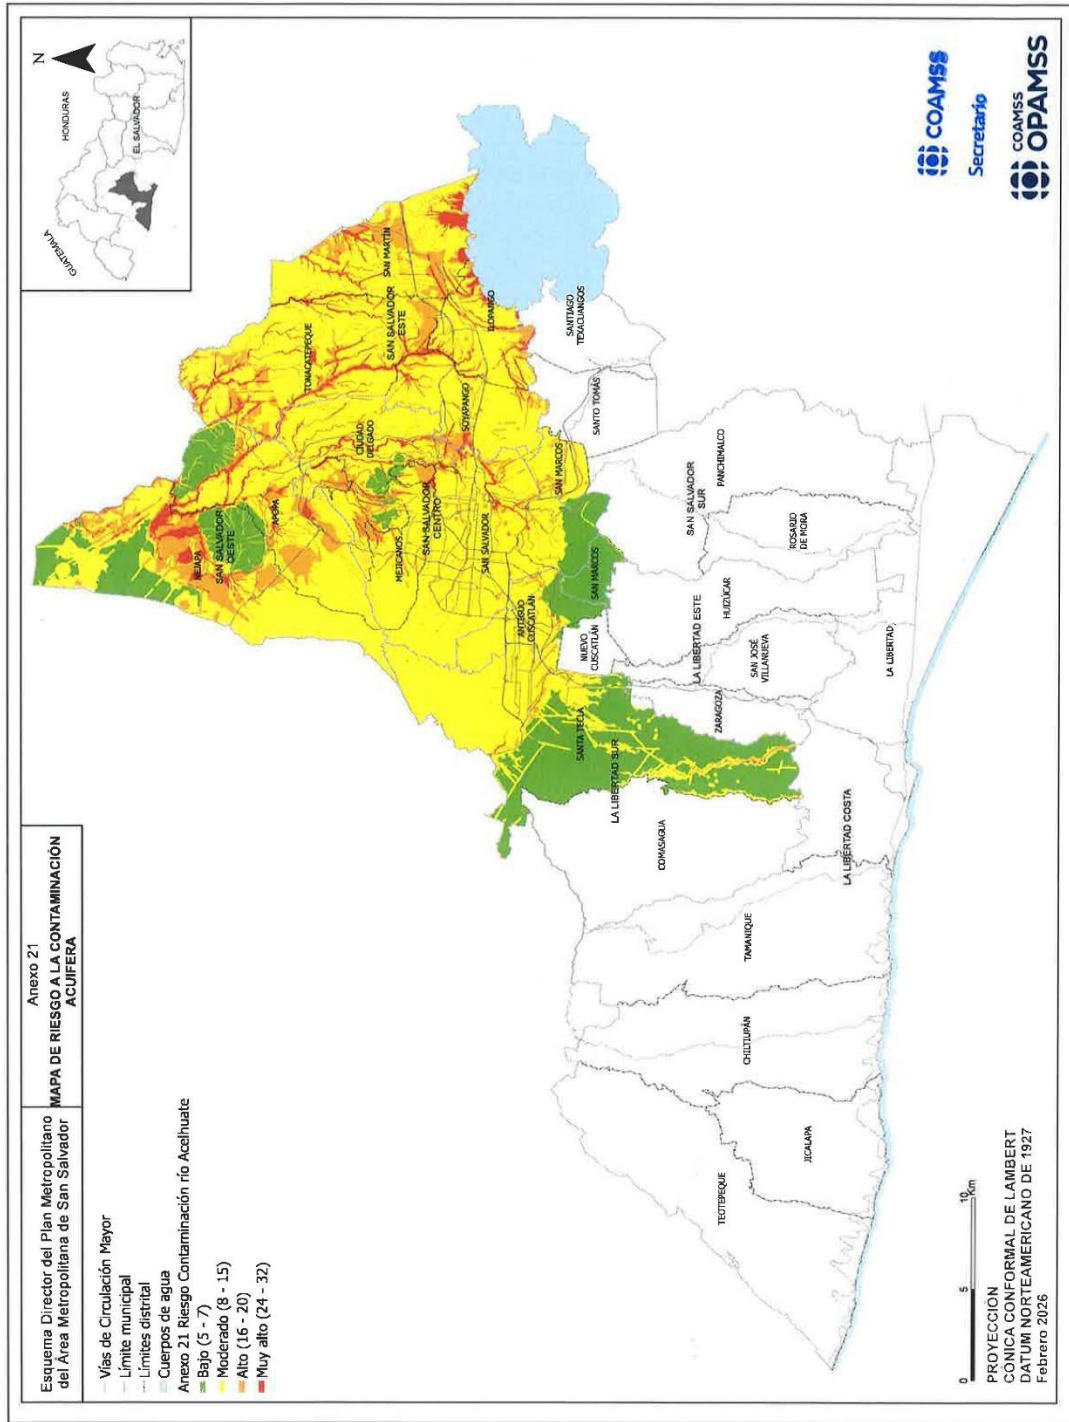 Esquema Director del Plan Metropolitano
del Área Metropolitana de San Salvador
Anexo 21
MAPA DE RIESGO A LA CONTAMINACIÓN
ACUIFERA
Vías de Circulación Mayor
Límite municipal
Límites distrital
Cuerpos de agua
Anexo 21 Riesgo Contaminación río Acelhuate
Bajo (5 - 7)
Moderado (8 - 15)
Alto (16 - 20)
Muy alto (24 - 32)
N
GUATEMALA
HONDURAS
EL SALVADOR
NEJAPA
SAN SALVADOR
OESTE
APOPA
TONACATEPEQUE
CIUDAD
DELGADO
SAN SALVADOR
ESTE
SAN MARTÍN
MEJICANOS
SAN SALVADOR
CENTRO
SOYAPANGO
ILOPANGO
SAN SALVADOR
ANTIGUO
CUSCATLÁN
SAN MARCOS
SANTIAGO
TEXACUANGOS
SANTO TOMÁS
SANTA TECLA
NUEVO
CUSCATLÁN
SAN MARCOS
LA LIBERTAD SUR
COMASAGUA
ZARAGOZA
LA LIBERTAD ESTE
HUIZÚCAR
SAN SALVADOR
SUR
PANCHIMALCO
SAN JOSÉ
VILLANUEVA
ROSARIO
DE MORA
TEOTEPEQUE
CHILTIUPÁN
TAMANIQUE
JICALAPA
LA LIBERTAD COSTA
LA LIBERTAD
0 5 10
Km
PROYECCIÓN
CÓNICA CONFORMAL DE LAMBERT
DATUM NORTEAMERICANO DE 1927
Febrero 2026
COAMSS
Secretario
COAMSS
OPAMSS